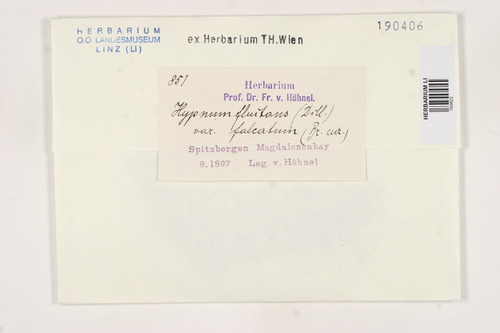 HERBARIUM
O.Ö. LANDESMUSEUM
LINZ (LI)
ex Herbarium TH.Wien
190406
HERBARIUM LI
857
Herbarium
Prof. Dr. Fr. v. Höhnel.
Hypnum fluitans (Dill.)
var. falcatum (Br. eur.)
Spitzbergen Magdalenenbay
8.1897 Leg. v. Höhnel